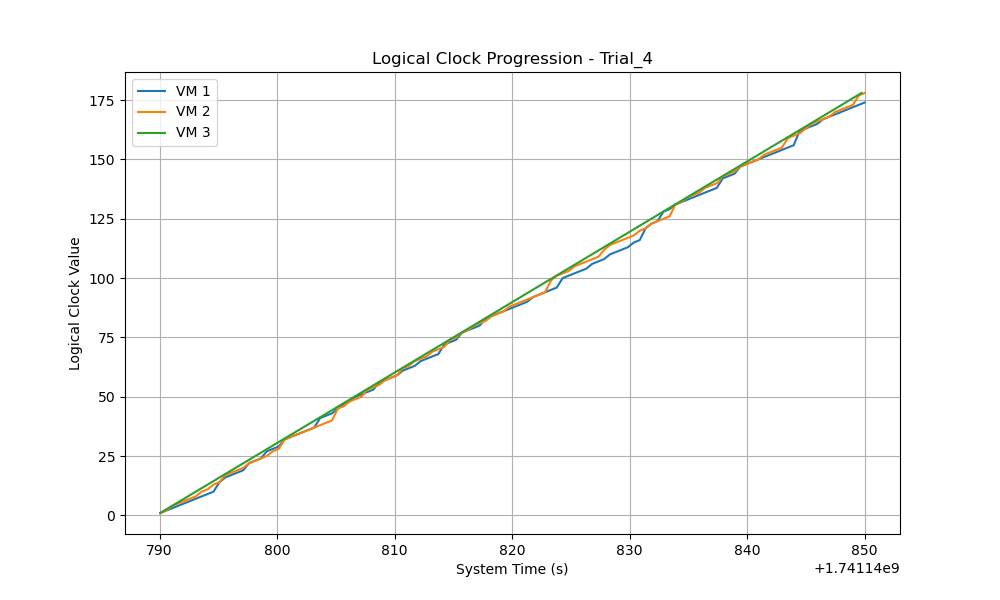 Logical Clock Progression - Trial_4
VM 1
VM 2
VM 3
Logical Clock Value
175
150
125
100
75
50
25
0
790
800
810
820
830
840
850
System Time (s)
+1.74114e9